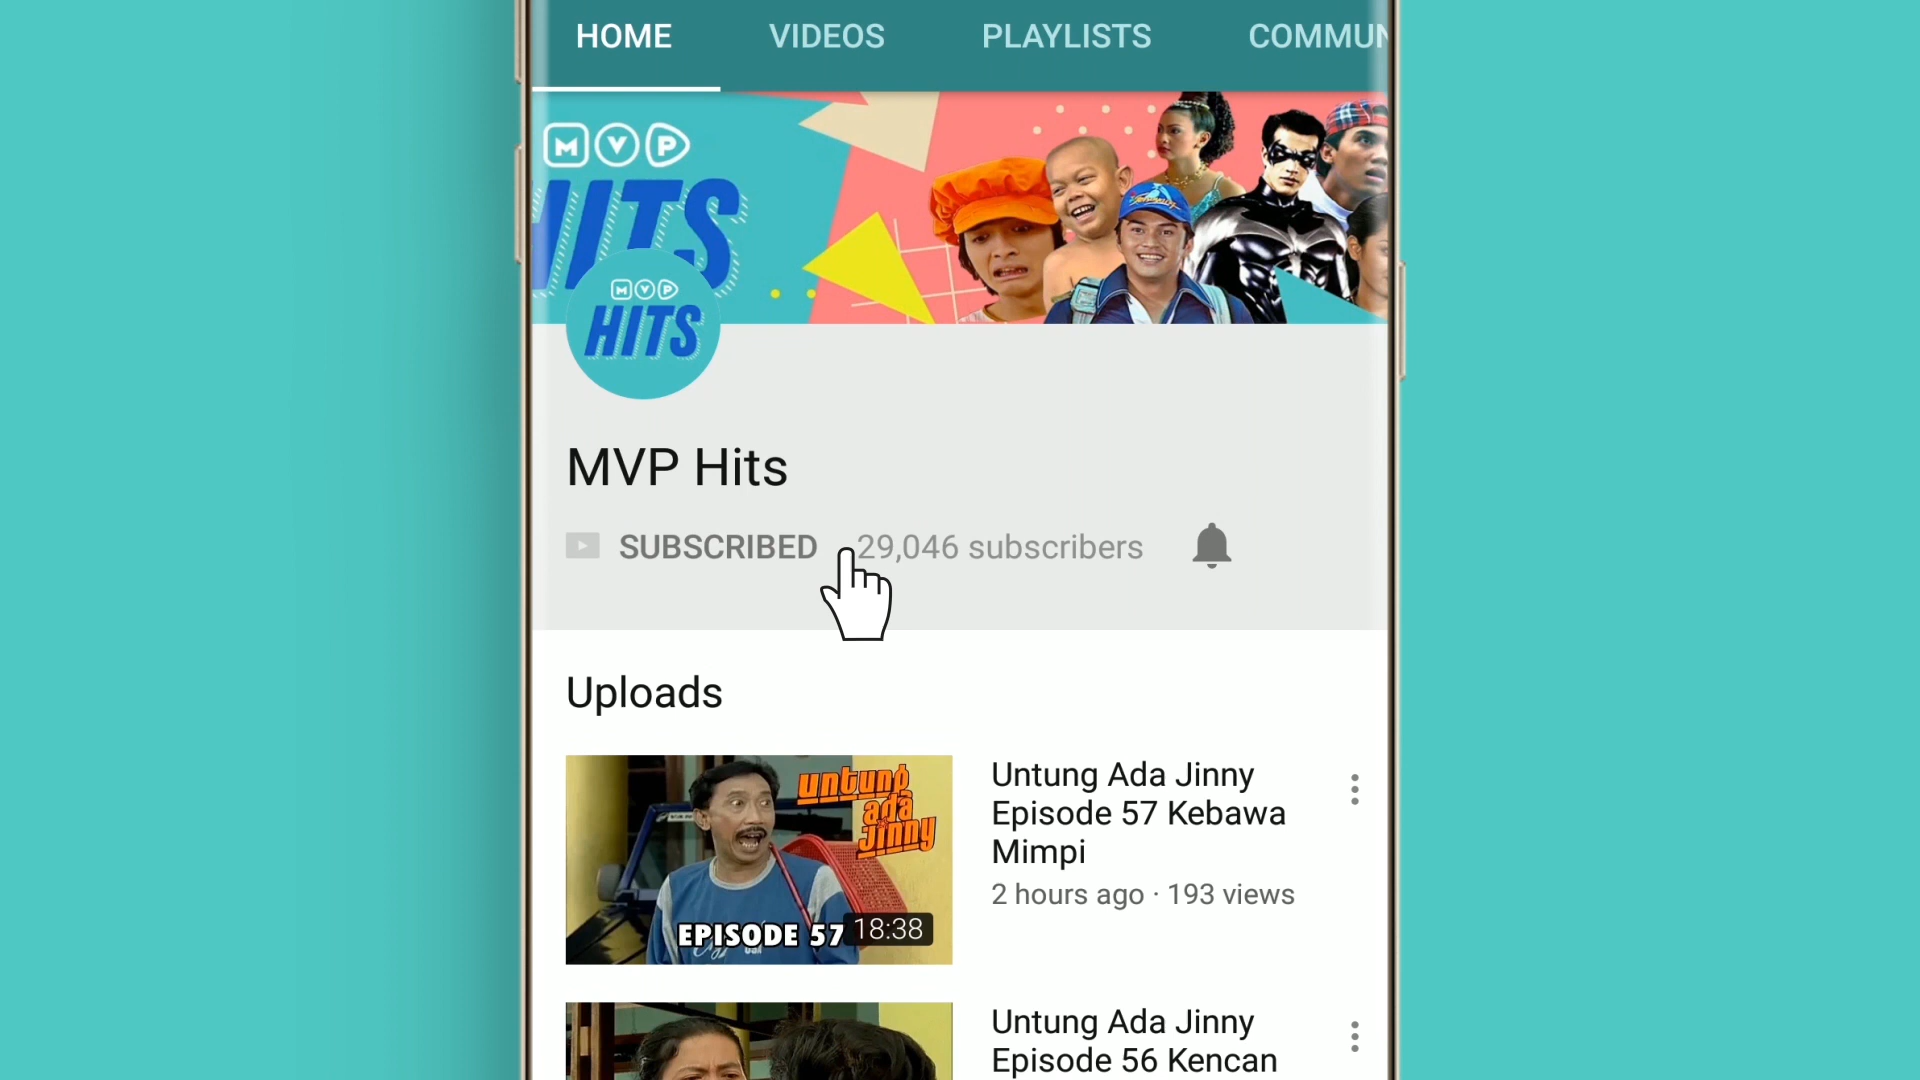 HOME VIDEOS PLAYLISTS COMMUN
MVP
HITS
MVP
HITS
MVP Hits
SUBSCRIBED 29,046 subscribers
Uploads
untung
ada
jinny
EPISODE 57
18:38
Untung Ada Jinny
Episode 57 Kebawa
Mimpi
2 hours ago · 193 views
Untung Ada Jinny
Episode 56 Kencan